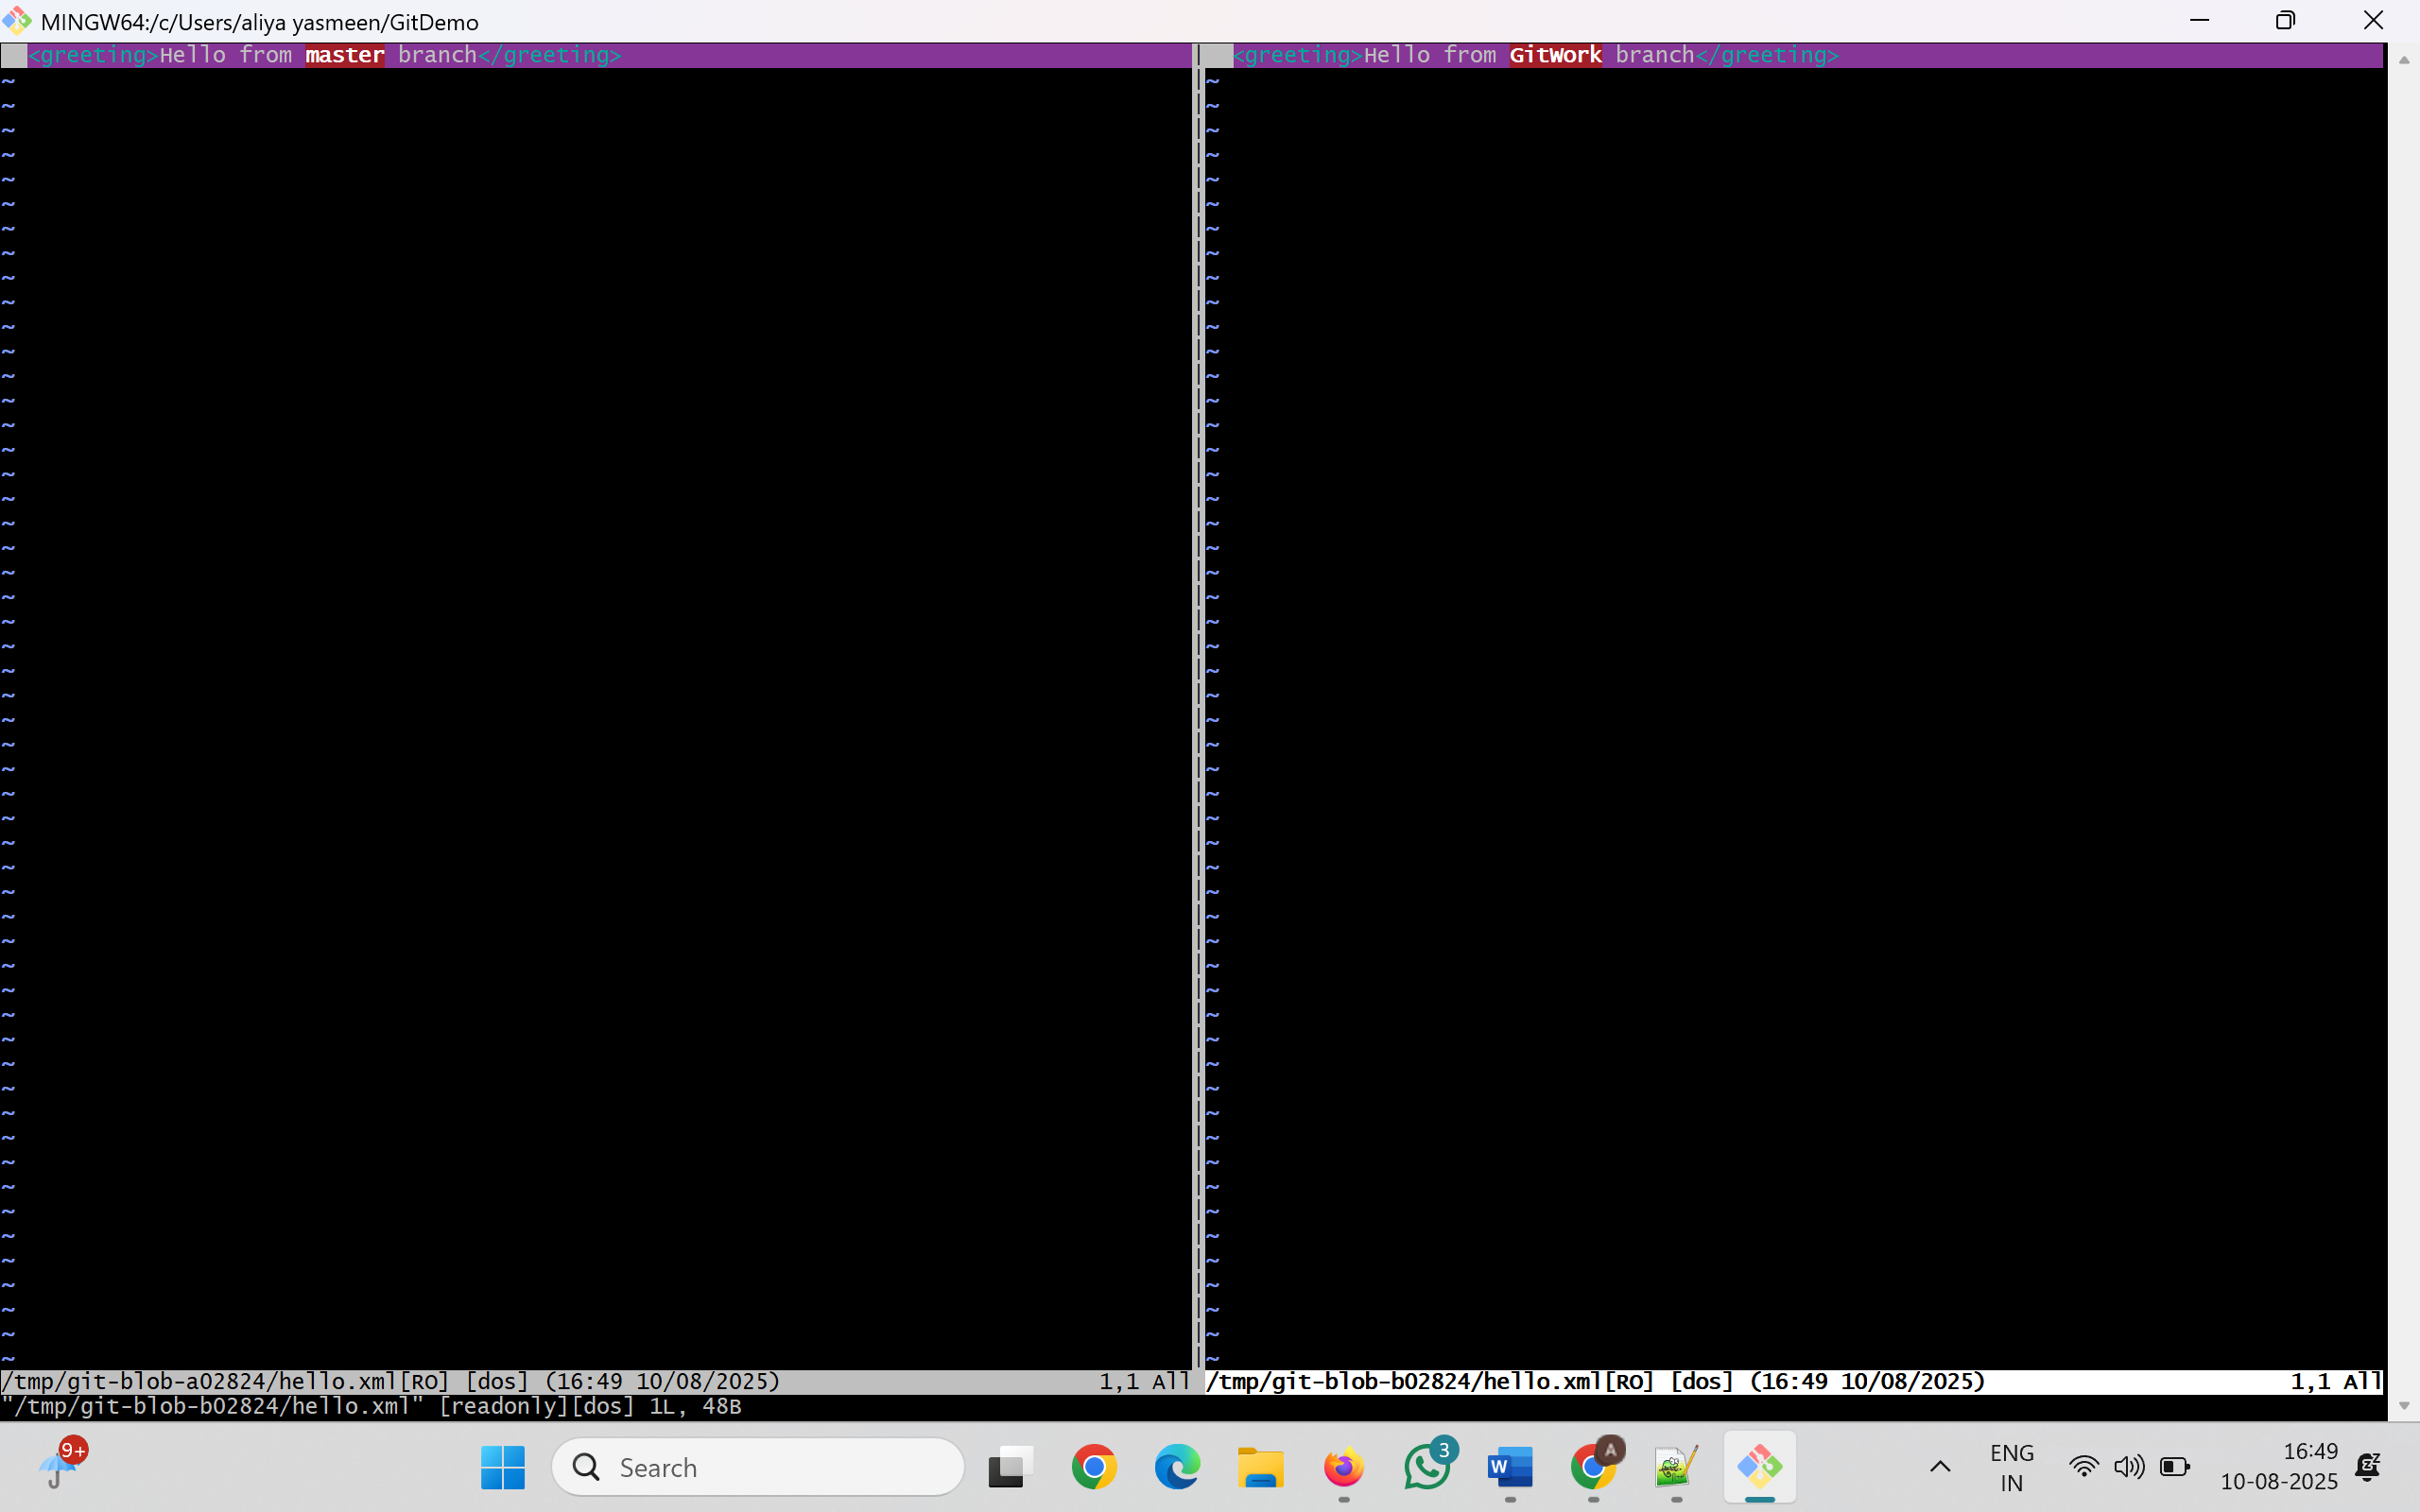 MINGW64:/c/Users/aliya yasmeen/GitDemo
<greeting>Hello from master branch</greeting>
<greeting>Hello from GitWork branch</greeting>
/tmp/git-blob-a02824/hello.xml[RO] [dos] (16:49 10/08/2025) 1,1 All
/tmp/git-blob-b02824/hello.xml[RO] [dos] (16:49 10/08/2025) 1,1 All
"/tmp/git-blob-b02824/hello.xml" [readonly][dos] 1L, 48B
9+
Search
3
W
A
ENG
IN
16:49
10-08-2025